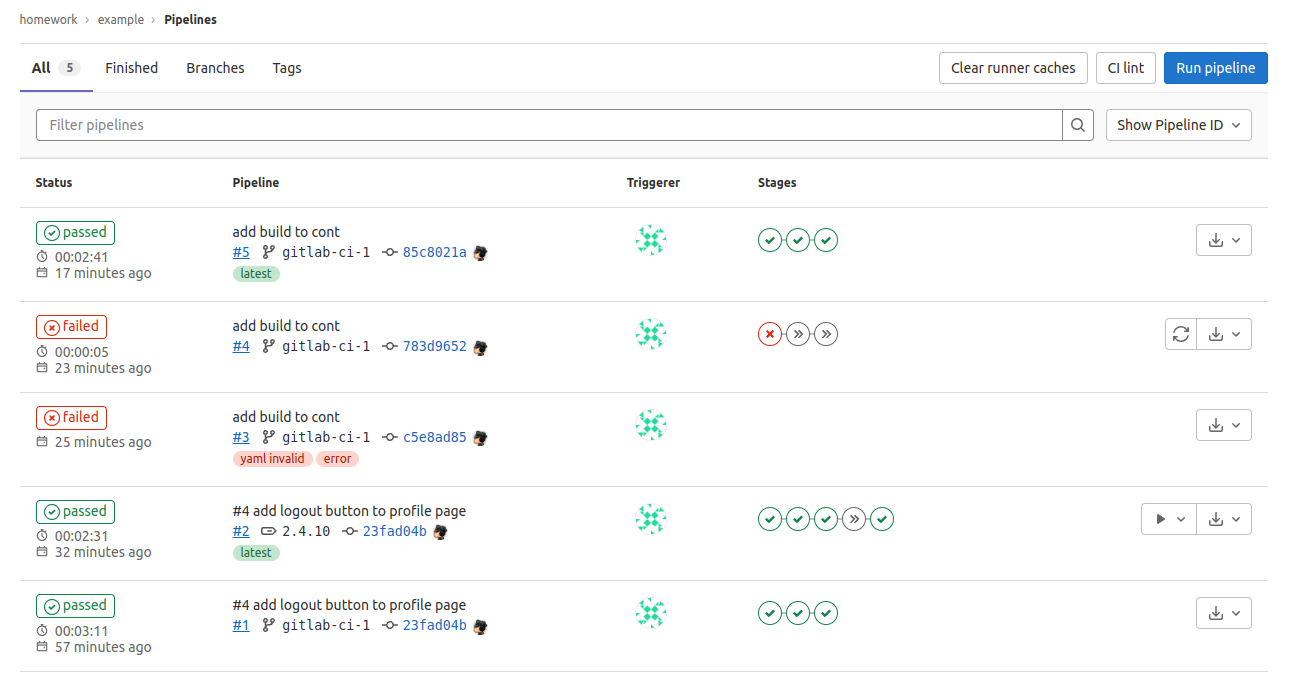 homework › example › Pipelines
All 5 Finished Branches Tags Clear runner caches CI lint Run pipeline
Filter pipelines Show Pipeline ID
Status Pipeline Triggerer Stages
passed add build to cont
00:02:41 #5 gitlab-ci-1 85c8021a
17 minutes ago latest
failed add build to cont
00:00:05 #4 gitlab-ci-1 783d9652
23 minutes ago
failed add build to cont
25 minutes ago #3 gitlab-ci-1 c5e8ad85
yaml invalid error
passed #4 add logout button to profile page
00:02:31 #2 2.4.10 23fad04b
32 minutes ago latest
passed #4 add logout button to profile page
00:03:11 #1 gitlab-ci-1 23fad04b
57 minutes ago